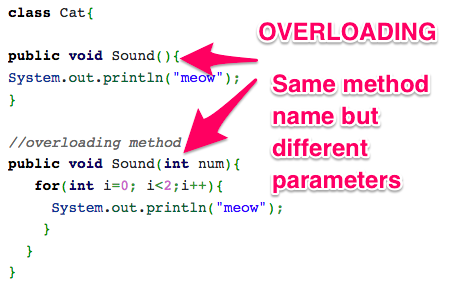 class Cat{
public void Sound(){
System.out.println("meow");
}
//overloading method
public void Sound(int num){
for(int i=0; i<2;i++){
System.out.println("meow");
}
}
}
OVERLOADING
Same method
name but
different
parameters